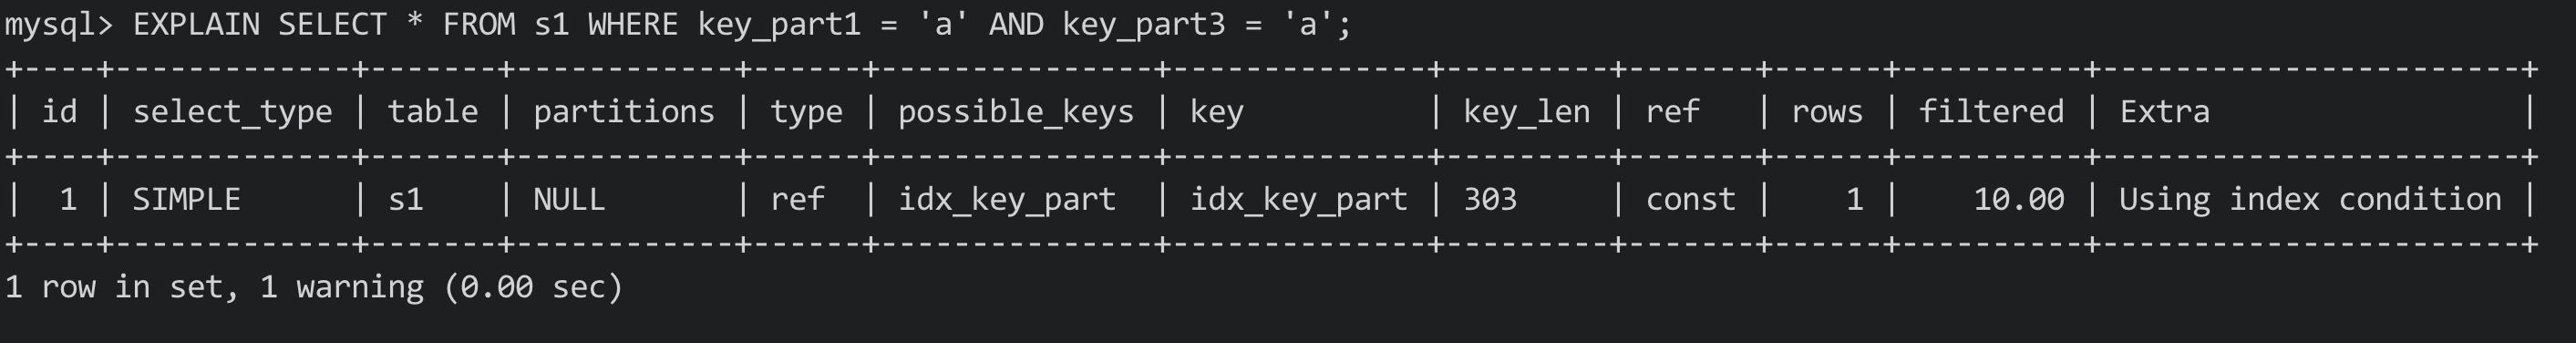 mysql> EXPLAIN SELECT * FROM s1 WHERE key_part1 = 'a' AND key_part3 = 'a';
+----+-------------+-------+------------+------+---------------+--------------+---------+-------+------+----------+-----------------------+
| id | select_type | table | partitions | type | possible_keys | key          | key_len | ref   | rows | filtered | Extra                 |
+----+-------------+-------+------------+------+---------------+--------------+---------+-------+------+----------+-----------------------+
|  1 | SIMPLE      | s1    | NULL       | ref  | idx_key_part  | idx_key_part | 303     | const |    1 |    10.00 | Using index condition |
+----+-------------+-------+------------+------+---------------+--------------+---------+-------+------+----------+-----------------------+
1 row in set, 1 warning (0.00 sec)